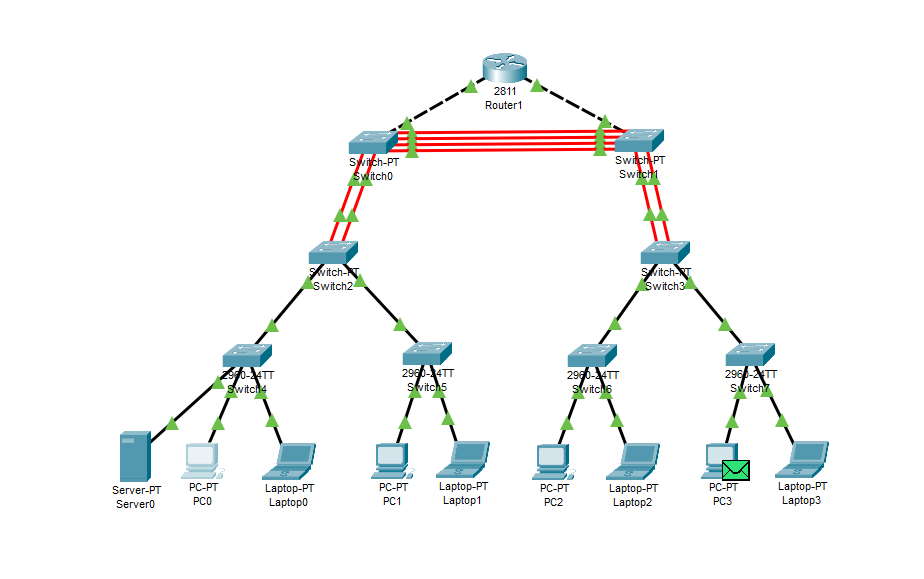 2811
Router1
Switch-PT
Switch0
Switch-PT
Switch1
Switch-PT
Switch2
Switch-PT
Switch3
2960-24TT
Switch4
2960-24TT
Switch5
2960-24TT
Switch6
2960-24TT
Switch7
Server-PT
Server0
PC-PT
PC0
Laptop-PT
Laptop0
PC-PT
PC1
Laptop-PT
Laptop1
PC-PT
PC2
Laptop-PT
Laptop2
PC-PT
PC3
Laptop-PT
Laptop3